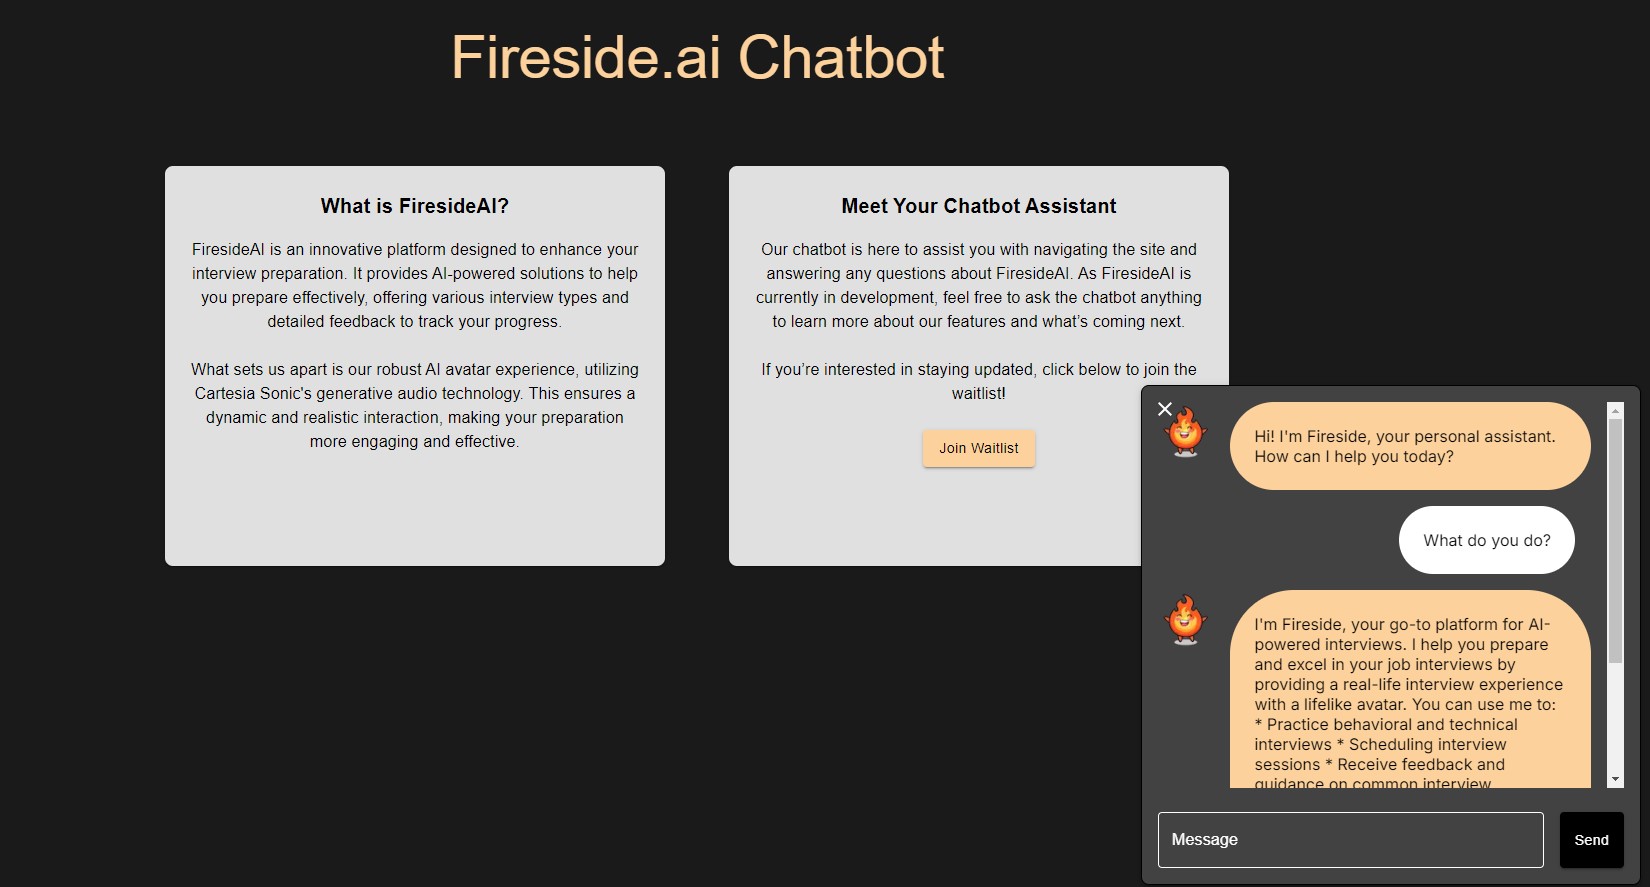 Fireside.ai Chatbot
What is FiresideAI?
FiresideAI is an innovative platform designed to enhance your
interview preparation. It provides AI-powered solutions to help
you prepare effectively, offering various interview types and
detailed feedback to track your progress.
What sets us apart is our robust AI avatar experience, utilizing
Cartesia Sonic's generative audio technology. This ensures a
dynamic and realistic interaction, making your preparation
more engaging and effective.
Meet Your Chatbot Assistant
Our chatbot is here to assist you with navigating the site and
answering any questions about FiresideAI. As FiresideAI is
currently in development, feel free to ask the chatbot anything
to learn more about our features and what’s coming next.
If you’re interested in staying updated, click below to join the
waitlist!
Join Waitlist
Hi! I'm Fireside, your personal assistant.
How can I help you today?
What do you do?
I'm Fireside, your go-to platform for AI-
powered interviews. I help you prepare
and excel in your job interviews by
providing a real-life interview experience
with a lifelike avatar. You can use me to:
* Practice behavioral and technical
interviews * Scheduling interview
sessions * Receive feedback and
guidance on common interview
Message
Send